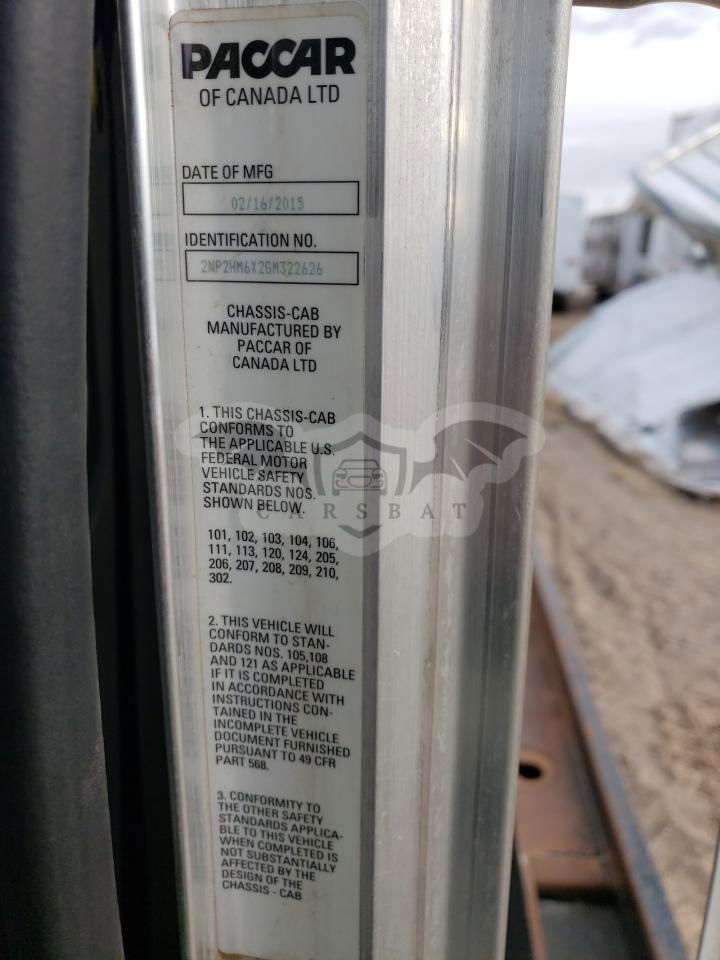 PACCAR
OF CANADA LTD
DATE OF MFG
02/16/2015
IDENTIFICATION NO.
2NP2HM6X2GM322626
CHASSIS-CAB
MANUFACTURED BY
PACCAR OF
CANADA LTD
1. THIS CHASSIS-CAB
CONFORMS TO
THE APPLICABLE U.S.
FEDERAL MOTOR
VEHICLE SAFETY
STANDARDS NOS.
SHOWN BELOW.
CARSBAT
101, 102, 103, 104, 106,
111, 113, 120, 124, 205,
206, 207, 208, 209, 210,
302.
2. THIS VEHICLE WILL
CONFORM TO STAN-
DARDS NOS. 105,108
AND 121 AS APPLICABLE
IF IT IS COMPLETED
IN ACCORDANCE WITH
INSTRUCTIONS CON-
TAINED IN THE
INCOMPLETE VEHICLE
DOCUMENT FURNISHED
PURSUANT TO 49 CFR
PART 568.
3. CONFORMITY TO
THE OTHER SAFETY
STANDARDS APPLICA-
BLE TO THIS VEHICLE
WHEN COMPLETED IS
NOT SUBSTANTIALLY
AFFECTED BY THE
DESIGN OF THE
CHASSIS - CAB